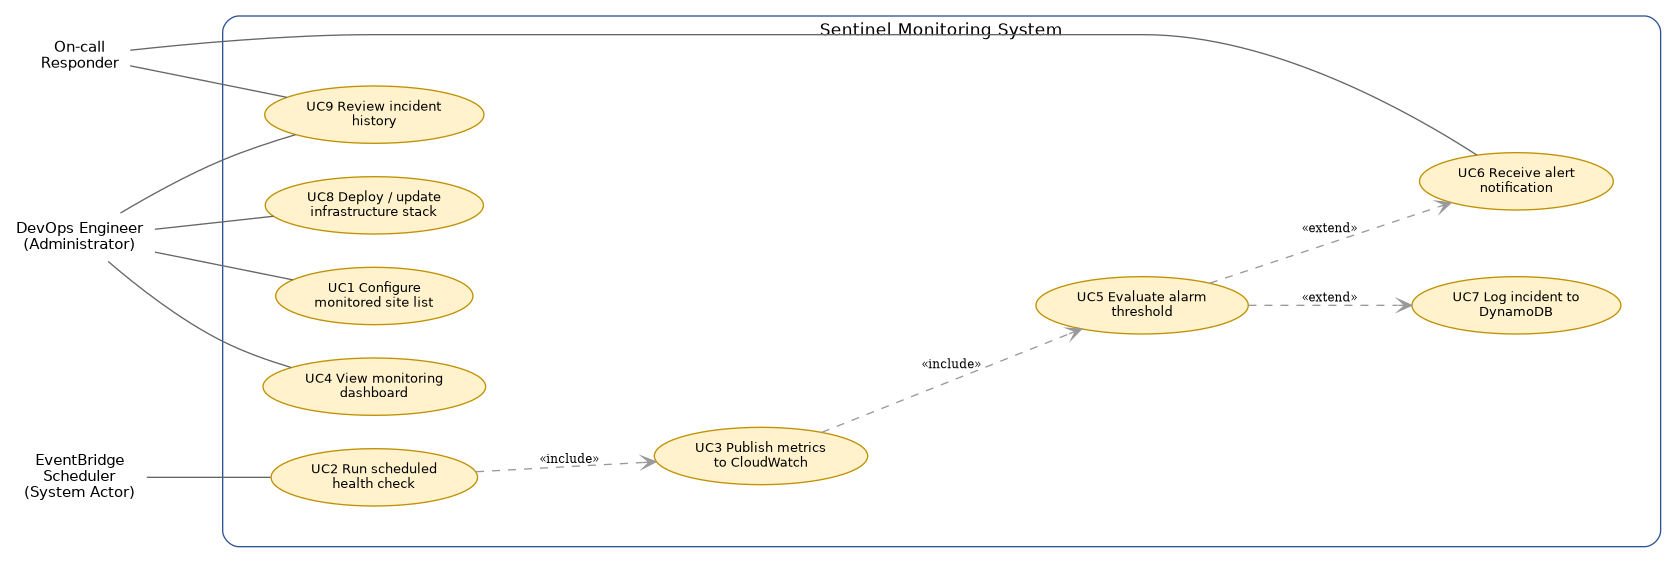 Sentinel Monitoring System
On-call
Responder
UC9 Review incident
history
UC6 Receive alert
notification
UC8 Deploy / update
infrastructure stack
DevOps Engineer
(Administrator)
«extend»
UC1 Configure
monitored site list
UC5 Evaluate alarm
threshold
«extend»
UC7 Log incident to
DynamoDB
«include»
UC4 View monitoring
dashboard
EventBridge
Scheduler
(System Actor)
UC2 Run scheduled
health check
«include»
UC3 Publish metrics
to CloudWatch